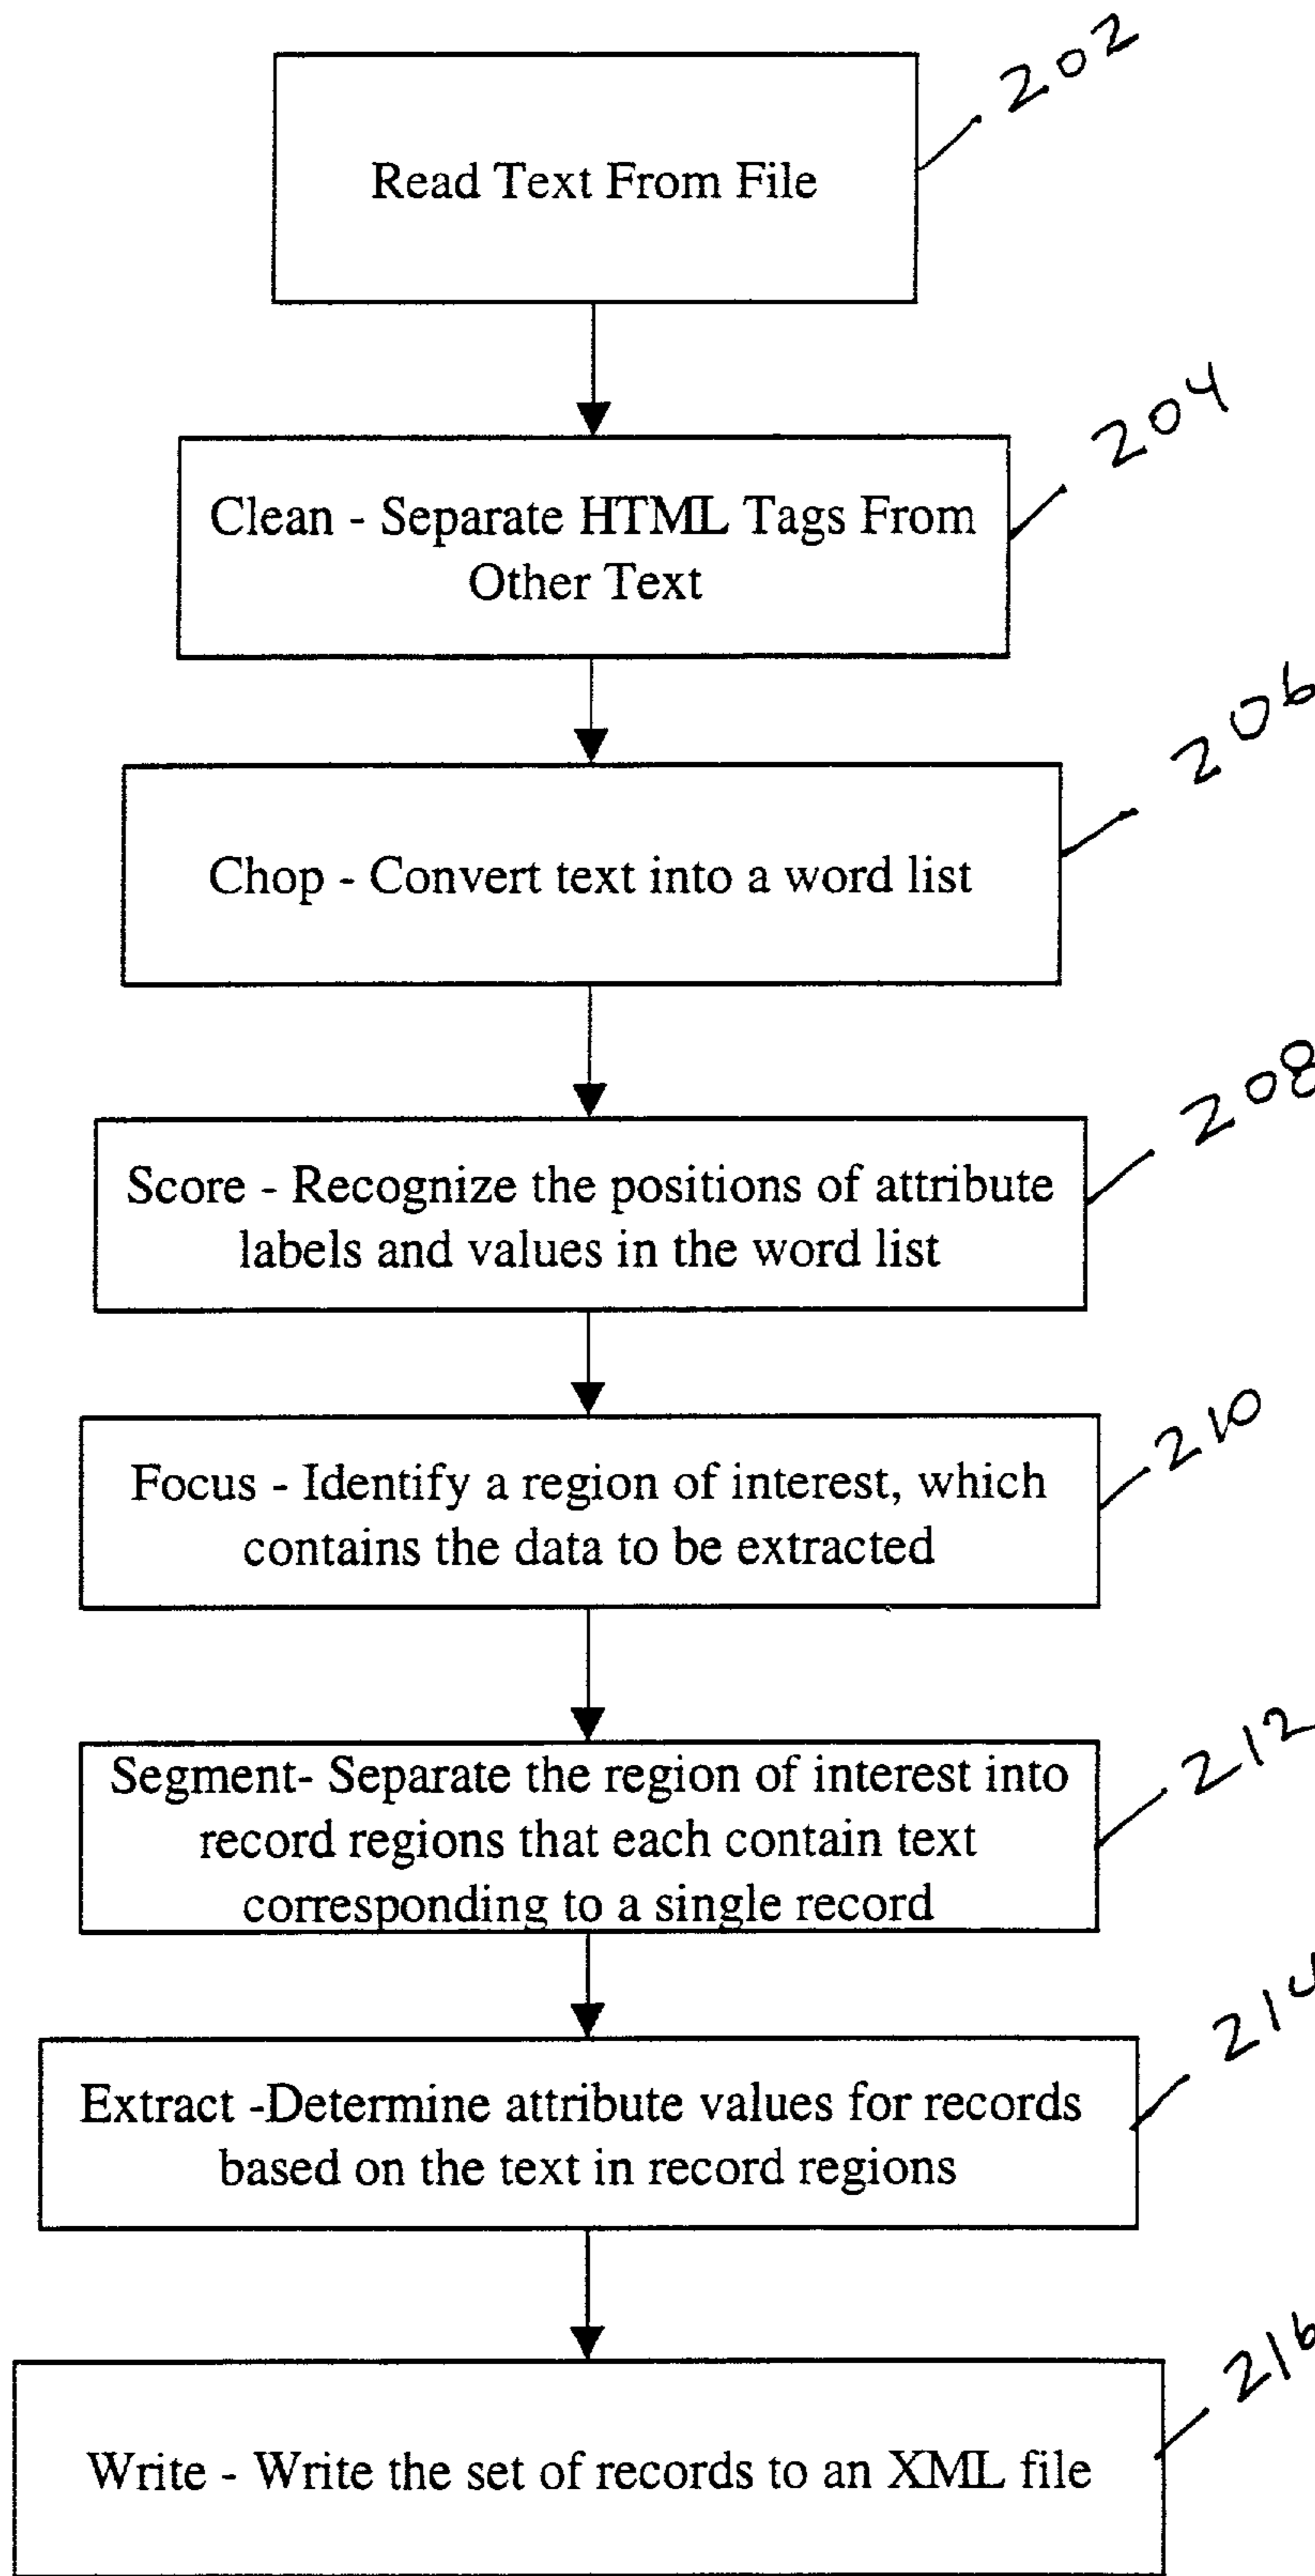 Read Text From File
202
Clean - Separate HTML Tags From
Other Text
204
Chop - Convert text into a word list
206
Score - Recognize the positions of attribute
labels and values in the word list
208
Focus - Identify a region of interest, which
contains the data to be extracted
210
Segment- Separate the region of interest into
record regions that each contain text
corresponding to a single record
212
Extract -Determine attribute values for records
based on the text in record regions
214
Write - Write the set of records to an XML file
216